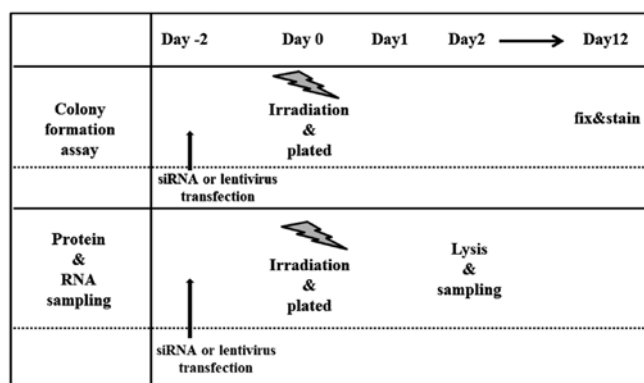 Day -2 Day 0 Day1 Day2 Day12
Colony
formation
assay
Irradiation
&
plated
fix&stain
siRNA or lentivirus
transfection
Protein
&
RNA
sampling
Irradiation
&
plated
Lysis
&
sampling
siRNA or lentivirus
transfection